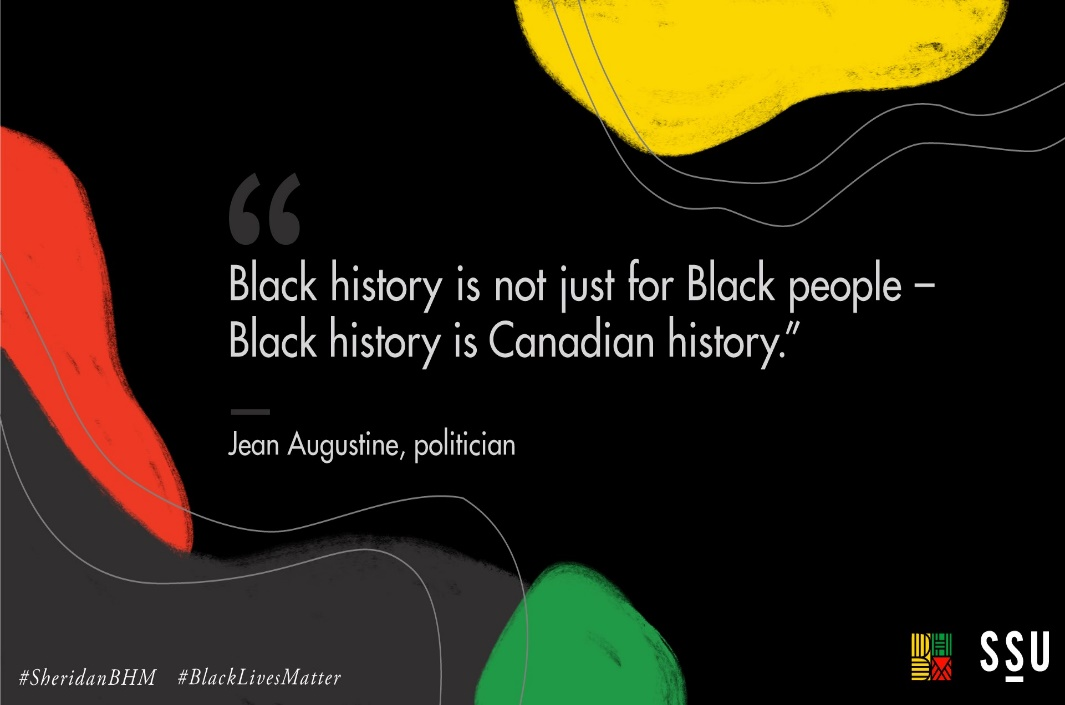 “
Black history is not just for Black people –
Black history is Canadian history.”
Jean Augustine, politician
#SheridanBHM #BlackLivesMatter
SSU